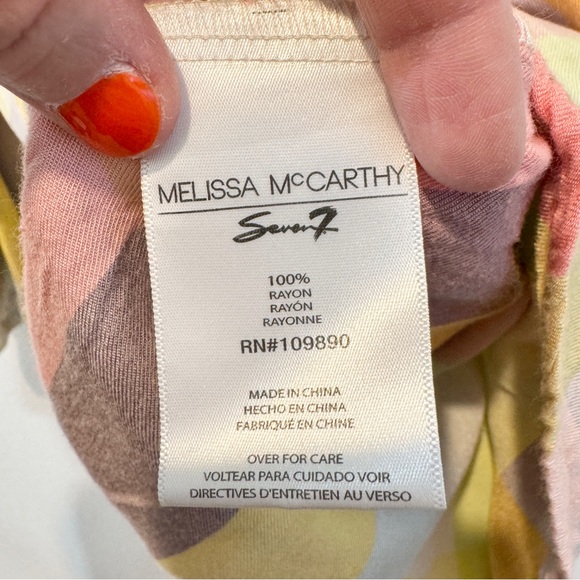 MELISSA McCARTHY
Seven7
100%
RAYON
RAYÓN
RAYONNE
RN#109890
MADE IN CHINA
HECHO EN CHINA
FABRIQUÉ EN CHINE
OVER FOR CARE
VOLTEAR PARA CUIDADO VOIR
DIRECTIVES D'ENTRETIEN AU VERSO